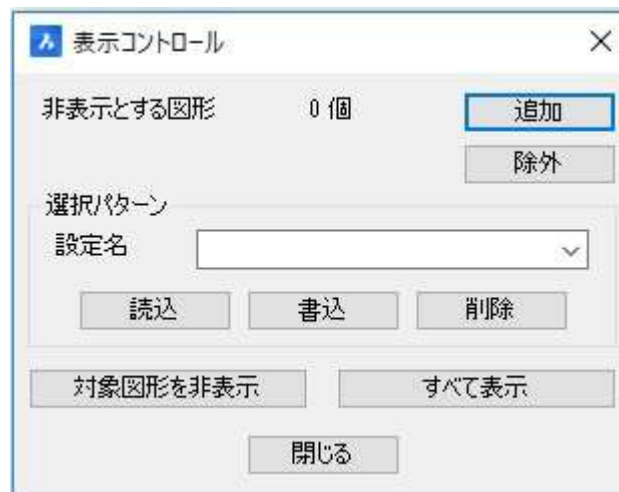 表示コントロール
非表示とする図形 0 個 追加
除外
選択パターン
設定名
読込 書込 削除
対象図形を非表示 すべて表示
閉じる